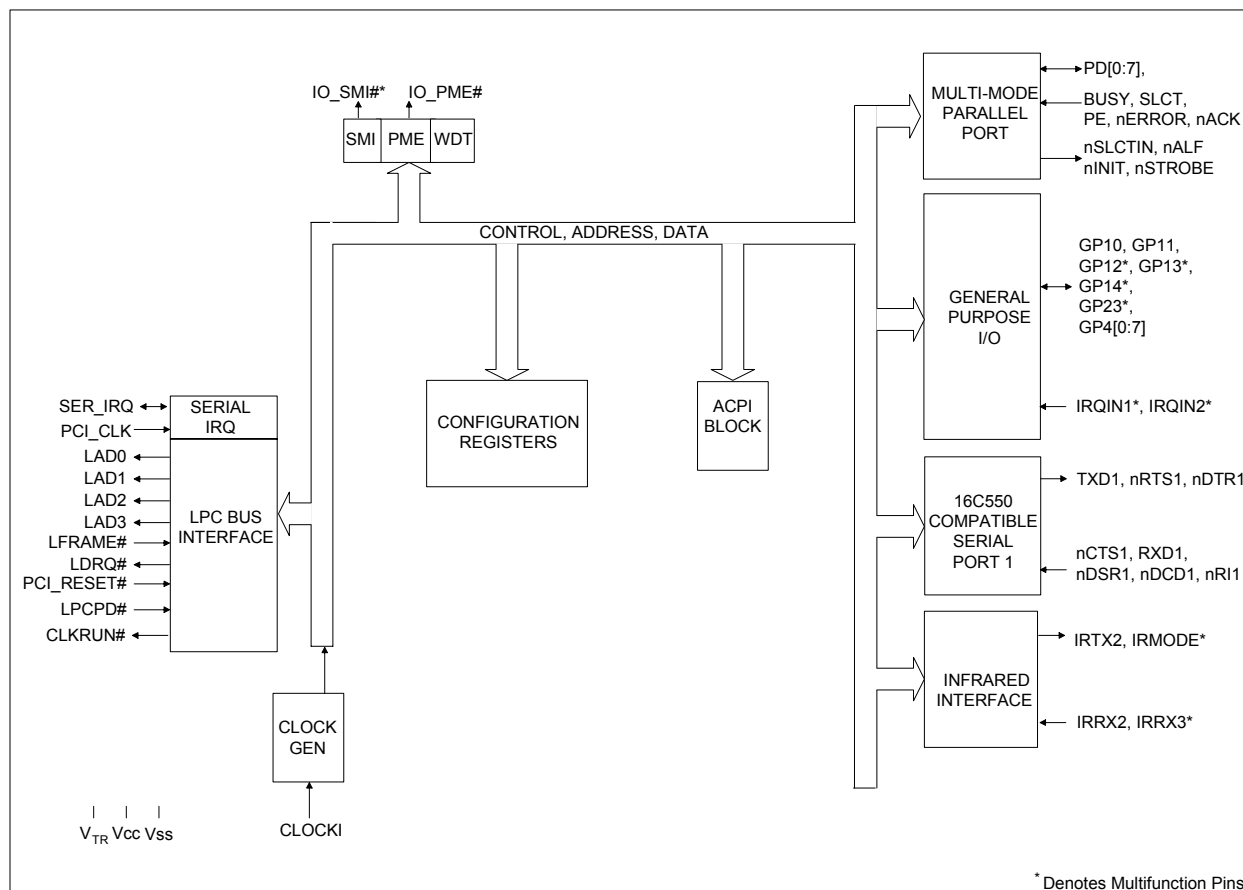 IO_SMI#*
IO_PME#
SMI
PME
WDT
CONTROL, ADDRESS, DATA
MULTI-MODE
PARALLEL
PORT
PD[0:7],
BUSY, SLCT,
PE, nERROR, nACK
nSLCTIN, nALF
nINIT, nSTROBE
GENERAL
PURPOSE
I/O
GP10, GP11,
GP12*, GP13*,
GP14*,
GP23*,
GP4[0:7]
IRQIN1*, IRQIN2*
CONFIGURATION
REGISTERS
ACPI
BLOCK
SER_IRQ
PCI_CLK
SERIAL
IRQ
LAD0
LAD1
LAD2
LAD3
LFRAME#
LDRQ#
PCI_RESET#
LPCPD#
CLKRUN#
LPC BUS
INTERFACE
16C550
COMPATIBLE
SERIAL
PORT 1
TXD1, nRTS1, nDTR1
nCTS1, RXD1,
nDSR1, nDCD1, nRI1
INFRARED
INTERFACE
IRTX2, IRMODE*
IRRX2, IRRX3*
CLOCK
GEN
CLOCKI
VTR Vcc Vss
* Denotes Multifunction Pins